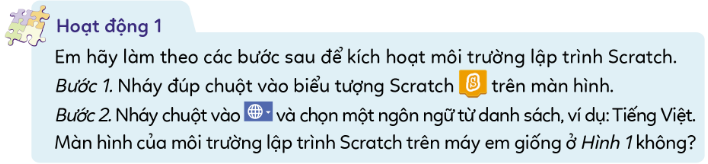 Hoạt động 1
Em hãy làm theo các bước sau để kích hoạt môi trường lập trình Scratch.
Bước 1. Nháy đúp chuột vào biểu tượng Scratch trên màn hình.
Bước 2. Nháy chuột vào và chọn một ngôn ngữ từ danh sách, ví dụ: Tiếng Việt.
Màn hình của môi trường lập trình Scratch trên máy em giống ở Hình 1 không?